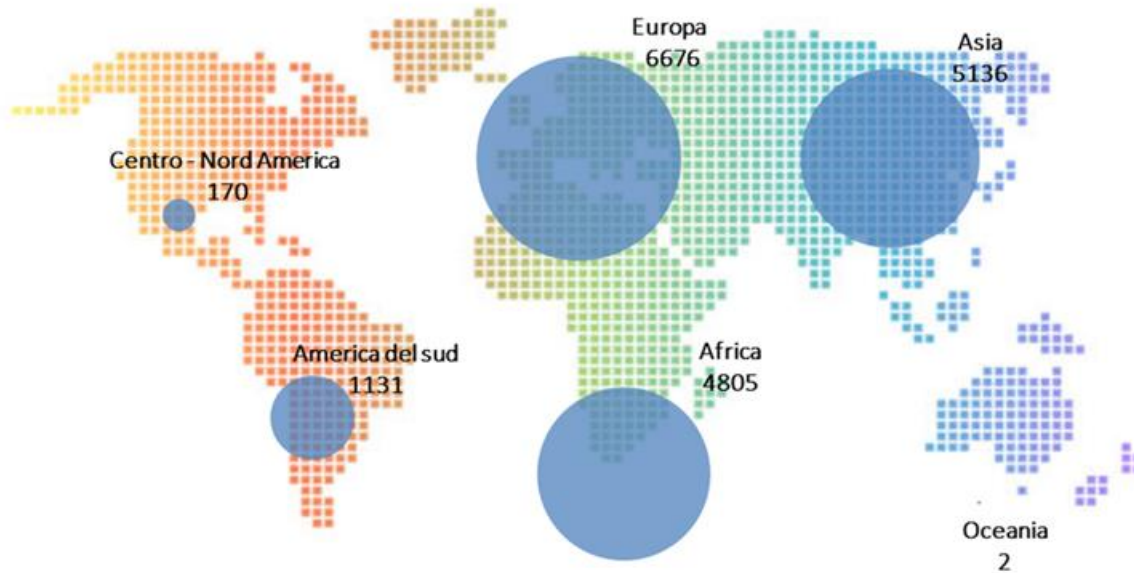 Europa
6676
Asia
5136
Centro - Nord America
170
America del sud
1131
Africa
4805
Oceania
2